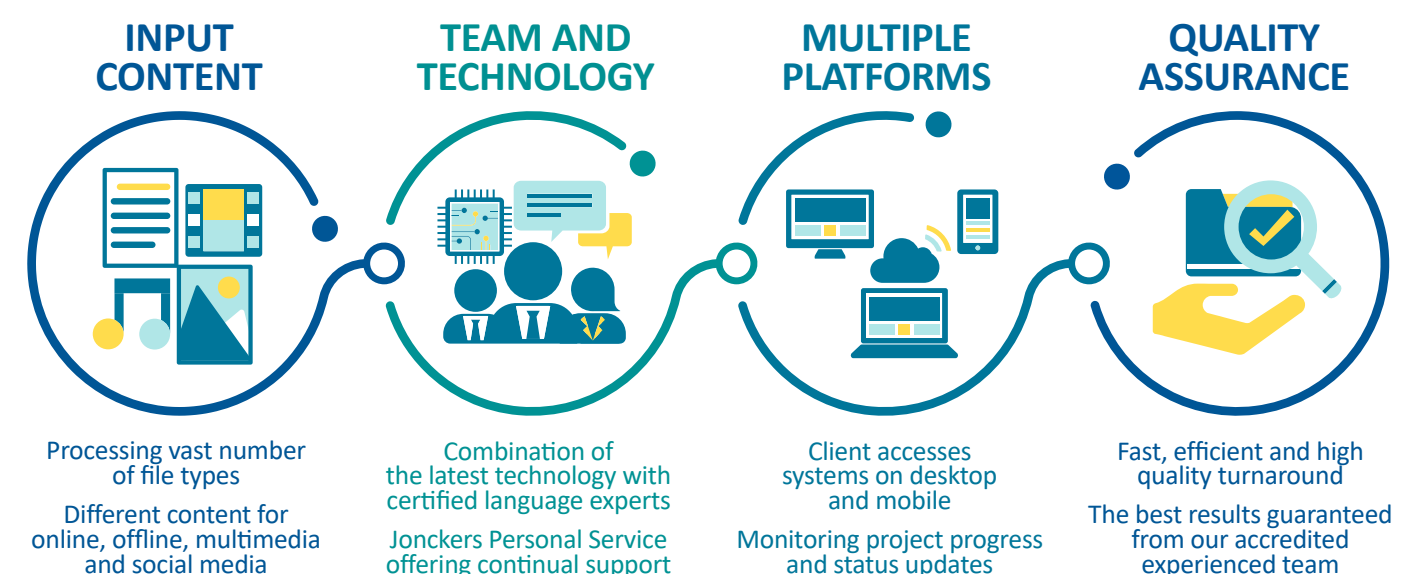 INPUT
CONTENT
Processing vast number
of file types
Different content for
online, offline, multimedia
and social media
TEAM AND
TECHNOLOGY
Combination of
the latest technology with
certified language experts
Jonckers Personal Service
offering continual support
MULTIPLE
PLATFORMS
Client accesses
systems on desktop
and mobile
Monitoring project progress
and status updates
QUALITY
ASSURANCE
Fast, efficient and high
quality turnaround
The best results guaranteed
from our accredited
experienced team